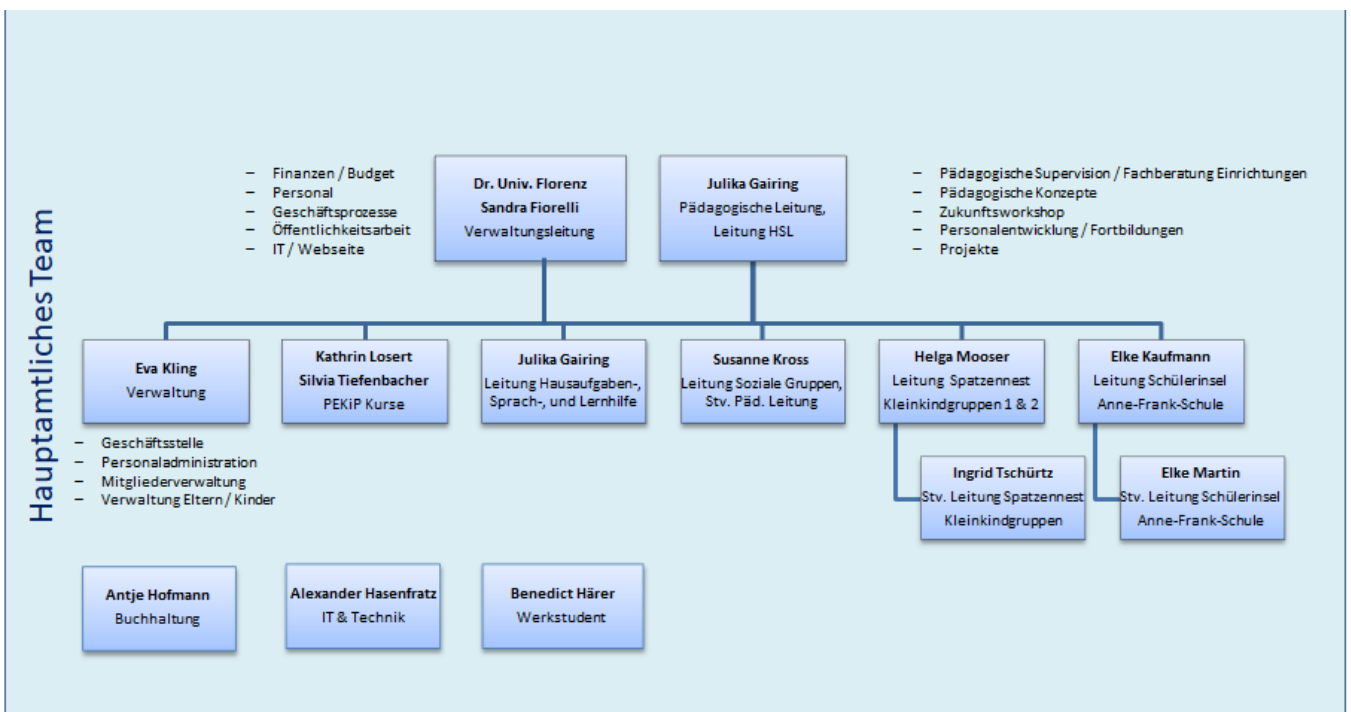 Hauptamtliches Team
– Finanzen / Budget
– Personal
– Geschäftsprozesse
– Öffentlichkeitsarbeit
– IT / Webseite
Dr. Univ. Florenz
Sandra Fiorelli
Verwaltungsleitung
Julika Gairing
Pädagogische Leitung,
Leitung HSL
– Pädagogische Supervision / Fachberatung Einrichtungen
– Pädagogische Konzepte
– Zukunftsworkshop
– Personalentwicklung / Fortbildungen
– Projekte
Eva Kling
Verwaltung
Kathrin Losert
Silvia Tiefenbacher
PEKiP Kurse
Julika Gairing
Leitung Hausaufgaben-,
Sprach-, und Lernhilfe
Susanne Kross
Leitung Soziale Gruppen,
Stv. Päd. Leitung
Helga Mooser
Leitung Spatzennest
Kleinkindgruppen 1 & 2
Elke Kaufmann
Leitung Schülerinsel
Anne-Frank-Schule
– Geschäftsstelle
– Personaladministration
– Mitgliederverwaltung
– Verwaltung Eltern / Kinder
Ingrid Tschürtz
Stv. Leitung Spatzennest
Kleinkindgruppen
Elke Martin
Stv. Leitung Schülerinsel
Anne-Frank-Schule
Antje Hofmann
Buchhaltung
Alexander Hasenfratz
IT & Technik
Benedict Härer
Werkstudent